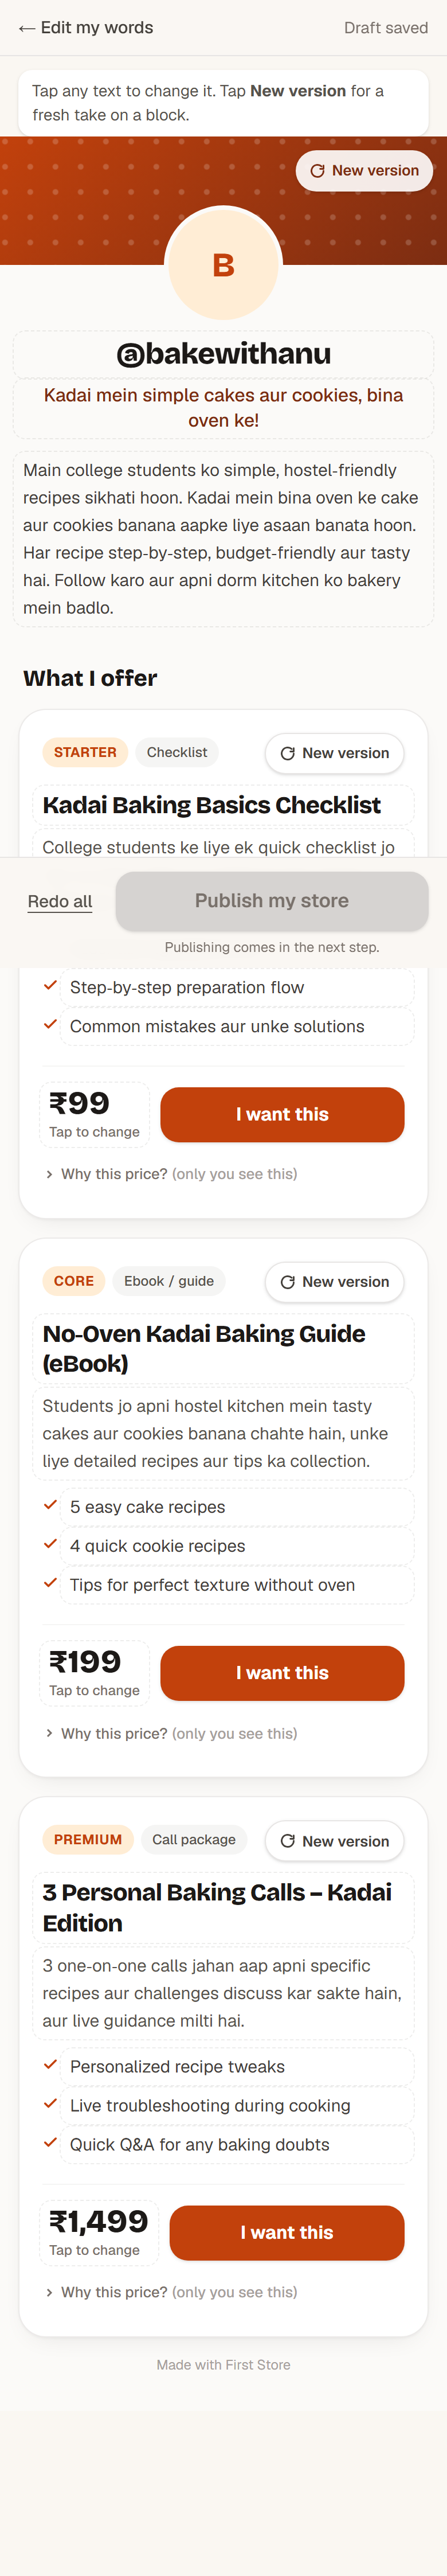 ← Edit my words
Draft saved
Tap any text to change it. Tap New version for a
fresh take on a block.
New version
B
@bakewithanu
Kadai mein simple cakes aur cookies, bina
oven ke!
Main college students ko simple, hostel-friendly
recipes sikhati hoon. Kadai mein bina oven ke cake
aur cookies banana aapke liye asaan banata hoon.
Har recipe step-by-step, budget-friendly aur tasty
hai. Follow karo aur apni dorm kitchen ko bakery
mein badlo.
What I offer
STARTER
Checklist
New version
Kadai Baking Basics Checklist
College students ke liye ek quick checklist jo
Redo all
Publish my store
Publishing comes in the next step.
Step-by-step preparation flow
Common mistakes aur unke solutions
₹99
Tap to change
I want this
Why this price? (only you see this)
CORE
Ebook / guide
New version
No-Oven Kadai Baking Guide
(eBook)
Students jo apni hostel kitchen mein tasty
cakes aur cookies banana chahte hain, unke
liye detailed recipes aur tips ka collection.
5 easy cake recipes
4 quick cookie recipes
Tips for perfect texture without oven
₹199
Tap to change
I want this
Why this price? (only you see this)
PREMIUM
Call package
New version
3 Personal Baking Calls – Kadai
Edition
3 one-on-one calls jahan aap apni specific
recipes aur challenges discuss kar sakte hain,
aur live guidance milti hai.
Personalized recipe tweaks
Live troubleshooting during cooking
Quick Q&A for any baking doubts
₹1,499
Tap to change
I want this
Why this price? (only you see this)
Made with First Store